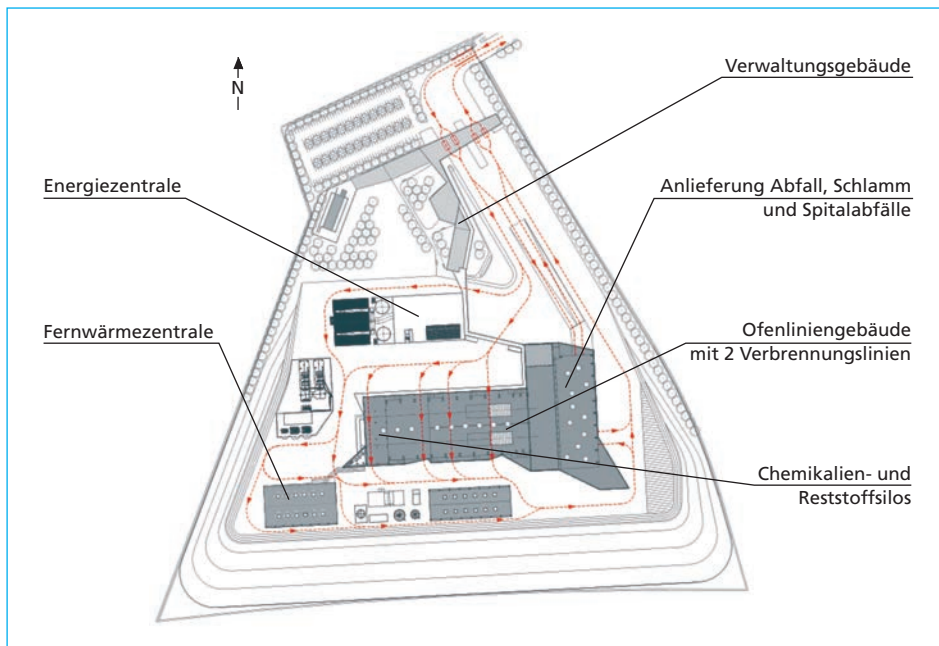 N
Verwaltungsgebäude
Energiezentrale
Anlieferung Abfall, Schlamm
und Spitalabfälle
Fernwärmezentrale
Ofenliniengebäude
mit 2 Verbrennungslinien
Chemikalien- und
Reststoffsilos